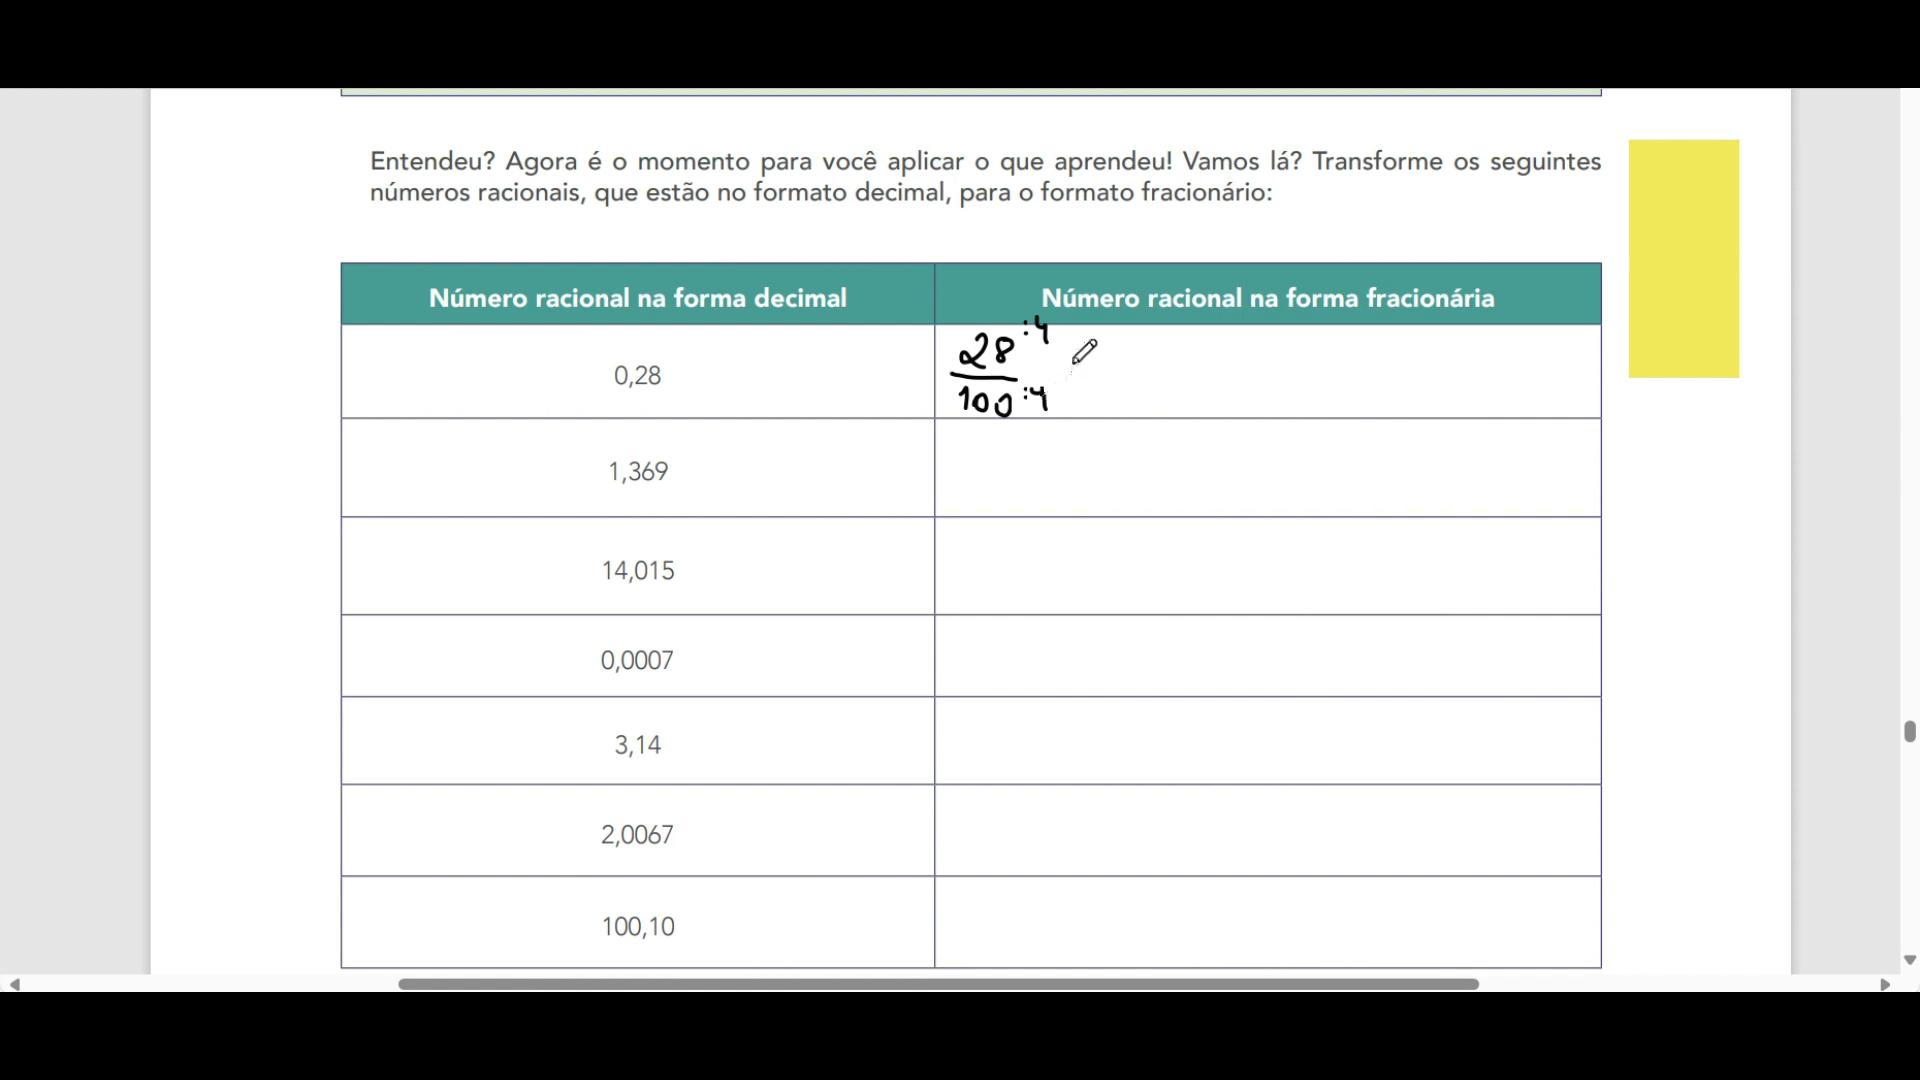 Entendeu? Agora é o momento para você aplicar o que aprendeu! Vamos lá? Transforme os seguintes
números racionais, que estão no formato decimal, para o formato fracionário:
Número racional na forma decimal
Número racional na forma fracionária
0,28
28 :4
100 :4
1,369
14,015
0,0007
3,14
2,0067
100,10